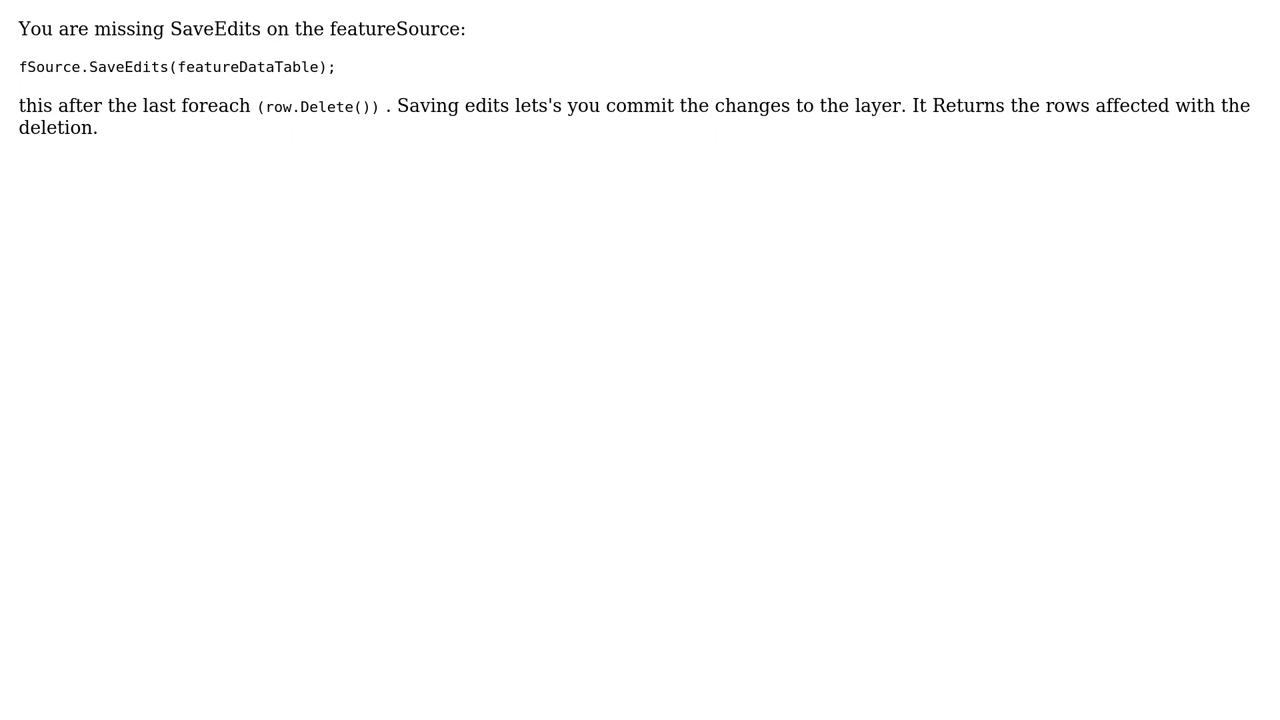 You are missing SaveEdits on the featureSource:
fSource.SaveEdits(featureDataTable);
this after the last foreach (row.Delete()) . Saving edits lets's you commit the changes to the layer. It Returns the rows affected with the
deletion.